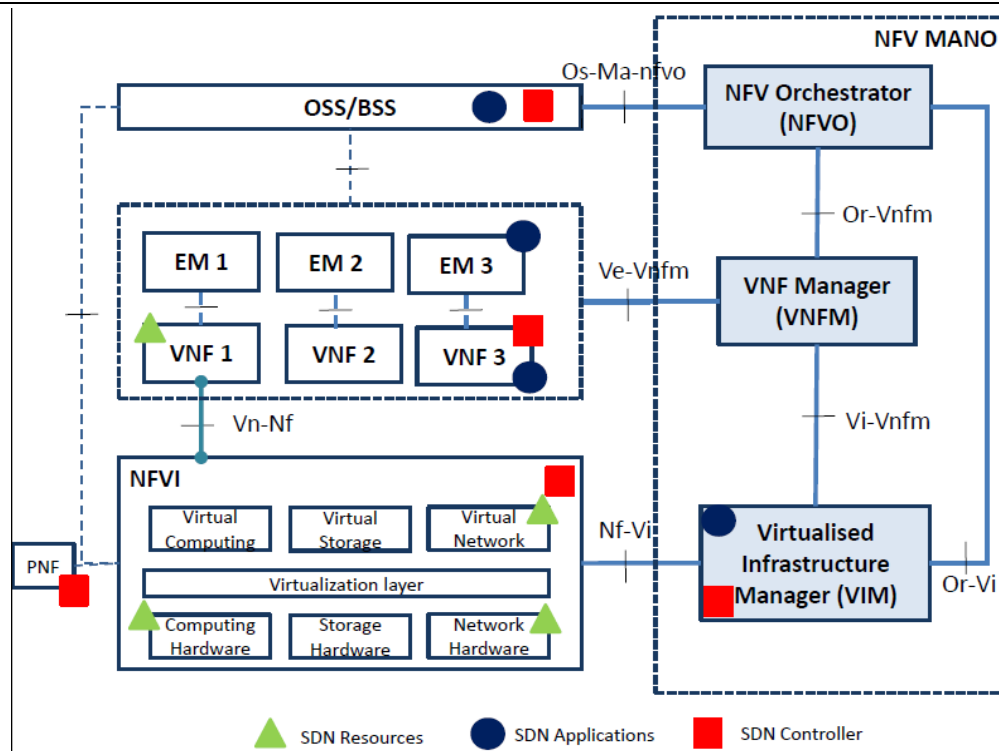 NFV MANO
Os-Ma-nfvo
OSS/BSS
NFV Orchestrator
(NFVO)
Or-Vnfm
EM 1
EM 2
EM 3
Ve-Vnfm
VNF Manager
(VNFM)
VNF 1
VNF 2
VNF 3
Vn-Nf
Vi-Vnfm
NFVI
Virtual
Computing
Virtual
Storage
Virtual
Network
Nf-Vi
Virtualised
Infrastructure
Manager (VIM)
Or-Vi
PNF
Virtualization layer
Computing
Hardware
Storage
Hardware
Network
Hardware
SDN Resources
SDN Applications
SDN Controller